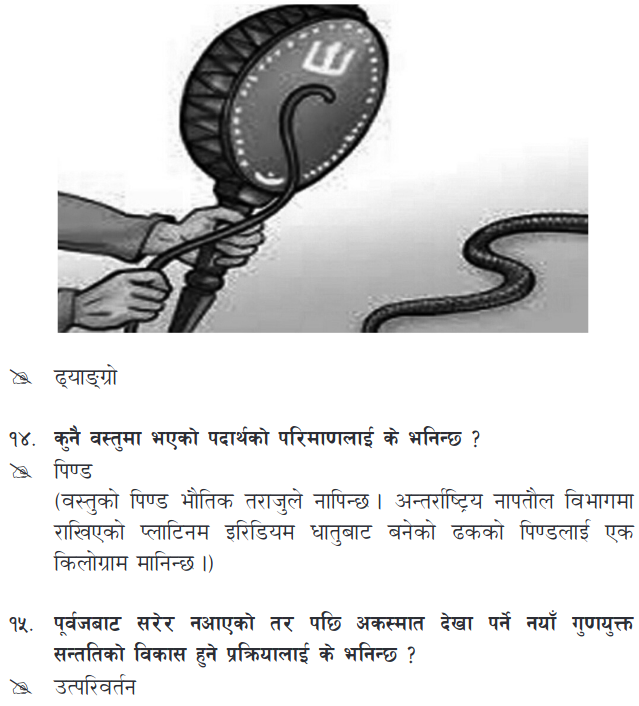 ढ्याङ्ग्रो
१४. कुनै वस्तुमा भएको पदार्थको परिमाणलाई के भनिन्छ ?
पिण्ड
(वस्तुको पिण्ड भौतिक तराजुले नापिन्छ । अन्तर्राष्ट्रिय नापतौल विभागमा
राखिएको प्लाटिनम इरिडियम धातुबाट बनेको ढकको पिण्डलाई एक
किलोग्राम मानिन्छ ।)
१५. पूर्वजबाट सरेर नआएको तर पछि अकस्मात देखा पर्ने नयाँ गुणयुक्त
सन्ततिको विकास हुने प्रक्रियालाई के भनिन्छ ?
उत्परिवर्तन